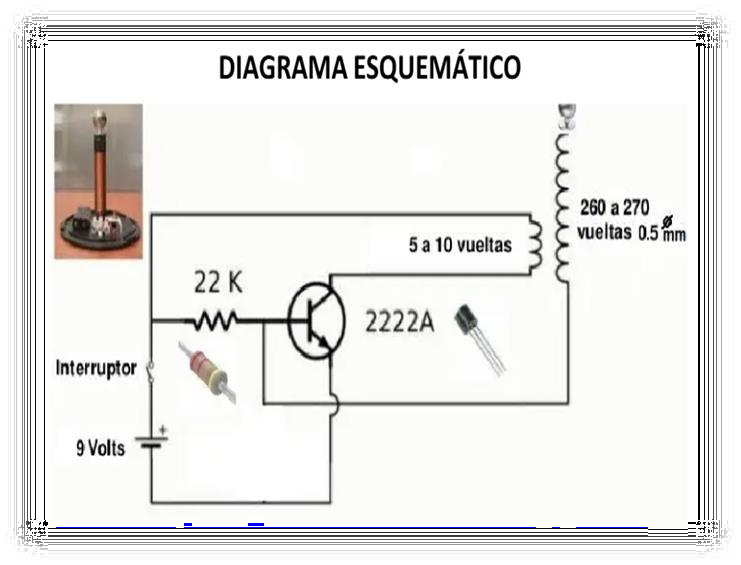 DIAGRAMA ESQUEMÁTICO
260 a 270
vueltas 0.5 ø mm
5 a 10 vueltas
22 K
2222A
Interruptor
+
9 Volts